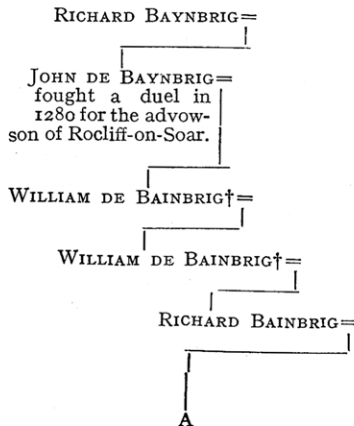 RICHARD BAYNBRIG=
JOHN DE BAYNBRIG=
fought a duel in
1280 for the advow-
son of Rocliff-on-Soar.
WILLIAM DE BAINBRIG†=
WILLIAM DE BAINBRIG†=
RICHARD BAINBRIG=
A